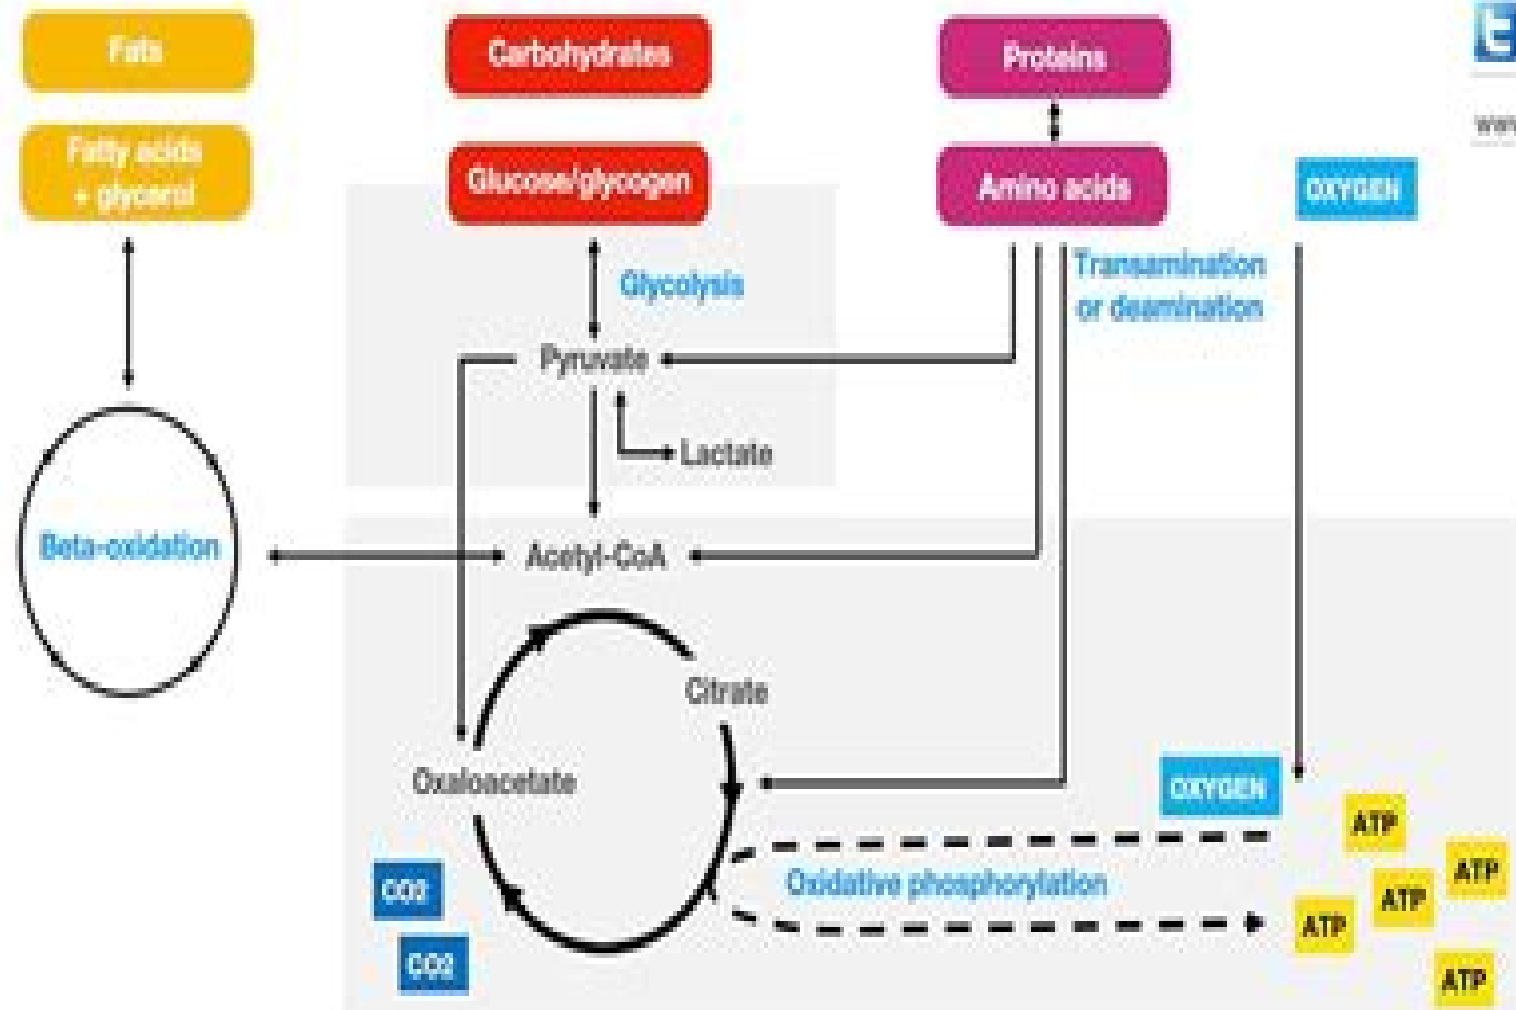 Fats
Carbohydrates
Proteins
Fatty acids
+ glycerol
Glucose/glycogen
Amino acids
OXYGEN
Glycolysis
Transamination
or deamination
Pyruvate
Lactate
Beta-oxidation
Acetyl-CoA
Citrate
Oxaloacetate
OXYGEN
ATP
ATP
Oxidative phosphorylation
CO2
ATP
ATP
CO2
ATP